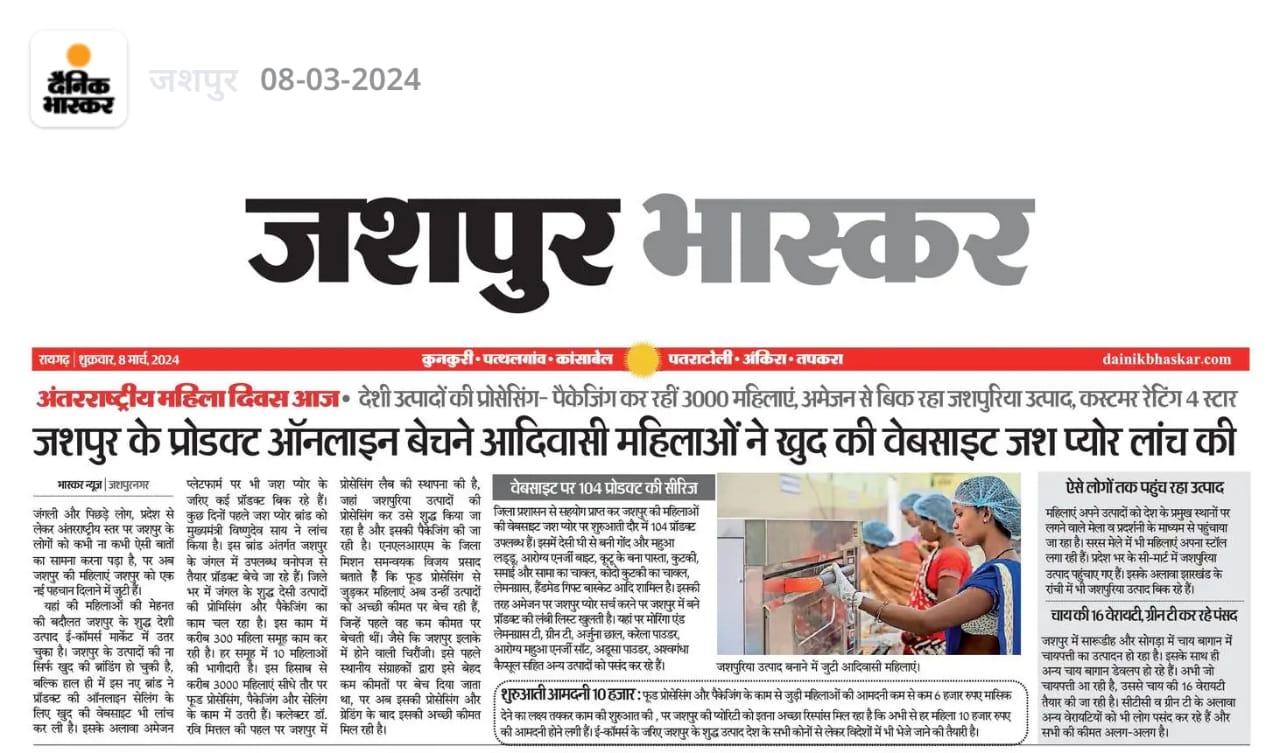 दैनिक
भास्कर
जशपुर 08-03-2024
जशपुर भास्कर
रायगढ़ | शुक्रवार, 8 मार्च, 2024
कुनकुरी • पत्थलगांव • कांसाबेल
पतराटोली • अंकिरा • तपकरा
dainikbhaskar.com
अंतरराष्ट्रीय महिला दिवस आज • देशी उत्पादों की प्रोसेसिंग- पैकेजिंग कर रहीं 3000 महिलाएं, अमेजन से बिक रहा जशपुरिया उत्पाद, कस्टमर रेटिंग 4 स्टार
जशपुर के प्रोडक्ट ऑनलाइन बेचने आदिवासी महिलाओं ने खुद की वेबसाइट जश प्योर लांच की
भास्कर न्यूज | जशपुरनगर
जंगली और पिछड़े लोग, प्रदेश से
लेकर अंतरराष्ट्रीय स्तर पर जशपुर के
लोगों को कभी ना कभी ऐसी बातों
का सामना करना पड़ा है, पर अब
जशपुर की महिलाएं जशपुर को एक
नई पहचान दिलाने में जुटी हैं।
यहां की महिलाओं की मेहनत
की बदौलत जशपुर के शुद्ध देशी
उत्पाद ई-कॉमर्स मार्केट में उतर
चुका है। जशपुर के उत्पादों की ना
सिर्फ खुद की ब्रांडिंग हो चुकी है,
बल्कि हाल ही में इस नए ब्रांड ने
प्रॉडक्ट की ऑनलाइन सेलिंग के
लिए खुद की वेबसाइट भी लांच
कर ली है। इसके अलावा अमेजन
प्लेटफार्म पर भी जश प्योर के
जरिए कई प्रॉडक्ट बिक रहे हैं।
कुछ दिनों पहले जश प्योर ब्रांड को
मुख्यमंत्री विष्णुदेव साय ने लांच
किया है। इस ब्रांड अंतर्गत जशपुर
के जंगल में उपलब्ध वनोपज से
तैयार प्रॉडक्ट बेचे जा रहे हैं। जिले
भर में जंगल के शुद्ध देसी उत्पादों
की प्रोमिसिंग और पैकेजिंग का
काम चल रहा है। इस काम में
करीब 300 महिला समूह काम कर
रही है। हर समूह में 10 महिलाओं
की भागीदारी है। इस हिसाब से
करीब 3000 महिलाएं सीधे तौर पर
फूड प्रोसेसिंग, पैकेजिंग और सेलिंग
के काम में उतरी हैं। कलेक्टर डॉ.
रवि मित्तल की पहल पर जशपुर में
प्रोसेसिंग लैब की स्थापना की है,
जहां जशपुरिया उत्पादों की
प्रोसेसिंग कर उसे शुद्ध किया जा
रहा है और इसकी पैकेजिंग की जा
रही है। एनएलआरएम के जिला
मिशन समन्वयक विजय प्रसाद
बताते हैं कि फूड प्रोसेसिंग से
जुड़कर महिलाएं अब उन्हीं उत्पादों
को अच्छी कीमत पर बेच रही हैं,
जिन्हें पहले वह कम कीमत पर
बेचती थीं। जैसे कि जशपुर इलाके
में होने वाली चिरौंजी। इसे पहले
स्थानीय संग्राहकों द्वारा इसे बेहद
कम कीमतों पर बेच दिया जाता
था, पर अब इसकी प्रोसेसिंग और
ग्रेडिंग के बाद इसकी अच्छी कीमत
मिल रही है।
वेबसाइट पर 104 प्रोडक्ट की सीरिज
जिला प्रशासन से सहयोग प्राप्त कर जशपुर की महिलाओं
की वेबसाइट जश प्योर पर शुरुआती दौर में 104 प्रॉडक्ट
उपलब्ध हैं। इसमें देसी घी से बनी गोंद और महुआ
लड्डू, आरोग्य एनर्जी बाइट, कूटू के बना पास्ता, कुटकी,
समाई और सामा का चावल, कोदो कुटकी का चावल,
लेमनग्रास, हैंडमेड गिफ्ट बास्केट आदि शामिल है। इसकी
तरह अमेजन पर जशपुर प्योर सर्च करने पर जशपुर में बने
प्रॉडक्ट की लंबी लिस्ट खुलती है। यहां पर मोरिंगा एंड
लेमनग्रास टी, ग्रीन टी, अर्जुना छाल, करेला पाउडर,
आरोग्य महुआ एनर्जी सॉट, अडूसा पाउडर, अश्वगंधा
कैप्सूल सहित अन्य उत्पादों को पसंद कर रहे हैं।
जशपुरिया उत्पाद बनाने में जुटी आदिवासी महिलाएं।
शुरुआती आमदनी 10 हजार : फूड प्रोसेसिंग और पैकेजिंग के काम से जुड़ी महिलाओं की आमदनी कम से कम 6 हजार रुपए मासिक
देने का लक्ष्य तयकर काम की शुरुआत की , पर जशपुर की प्योरिटी को इतना अच्छा रिस्पांस मिल रहा है कि अभी से हर महिला 10 हजार रुपए
की आमदनी होने लगी हैं। ई-कॉमर्स के जरिए जशपुर के शुद्ध उत्पाद देश के सभी कोनों से लेकर विदेशों में भी भेजे जाने की तैयारी है।
ऐसे लोगों तक पहुंच रहा उत्पाद
महिलाएं अपने उत्पादों को देश के प्रमुख स्थानों पर
लगने वाले मेला व प्रदर्शनी के माध्यम से पहुंचाया
जा रहा है। सरस मेले में भी महिलाएं अपना स्टॉल
लगा रही हैं। प्रदेश भर के सी-मार्ट में जशपुरिया
उत्पाद पहुंचाए गए हैं। इसके अलावा झारखंड के
रांची में भी जशपुरिया उत्पाद बिक रहे हैं।
चाय की 16 वेरायटी, ग्रीन टी कर रहे पंसद
जशपुर में सारूडीह और सोगड़ा में चाय बागान में
चायपत्ती का उत्पादन हो रहा है। इसके साथ ही
अन्य चाय बागान डेवलप हो रहे हैं। अभी जो
चायपत्ती आ रही है, उससे चाय की 16 वेरायटी
तैयार की जा रही है। सीटीसी व ग्रीन टी के अलावा
अन्य वेरायटियों को भी लोग पसंद कर रहे हैं और
सभी की कीमत अलग-अलग है।